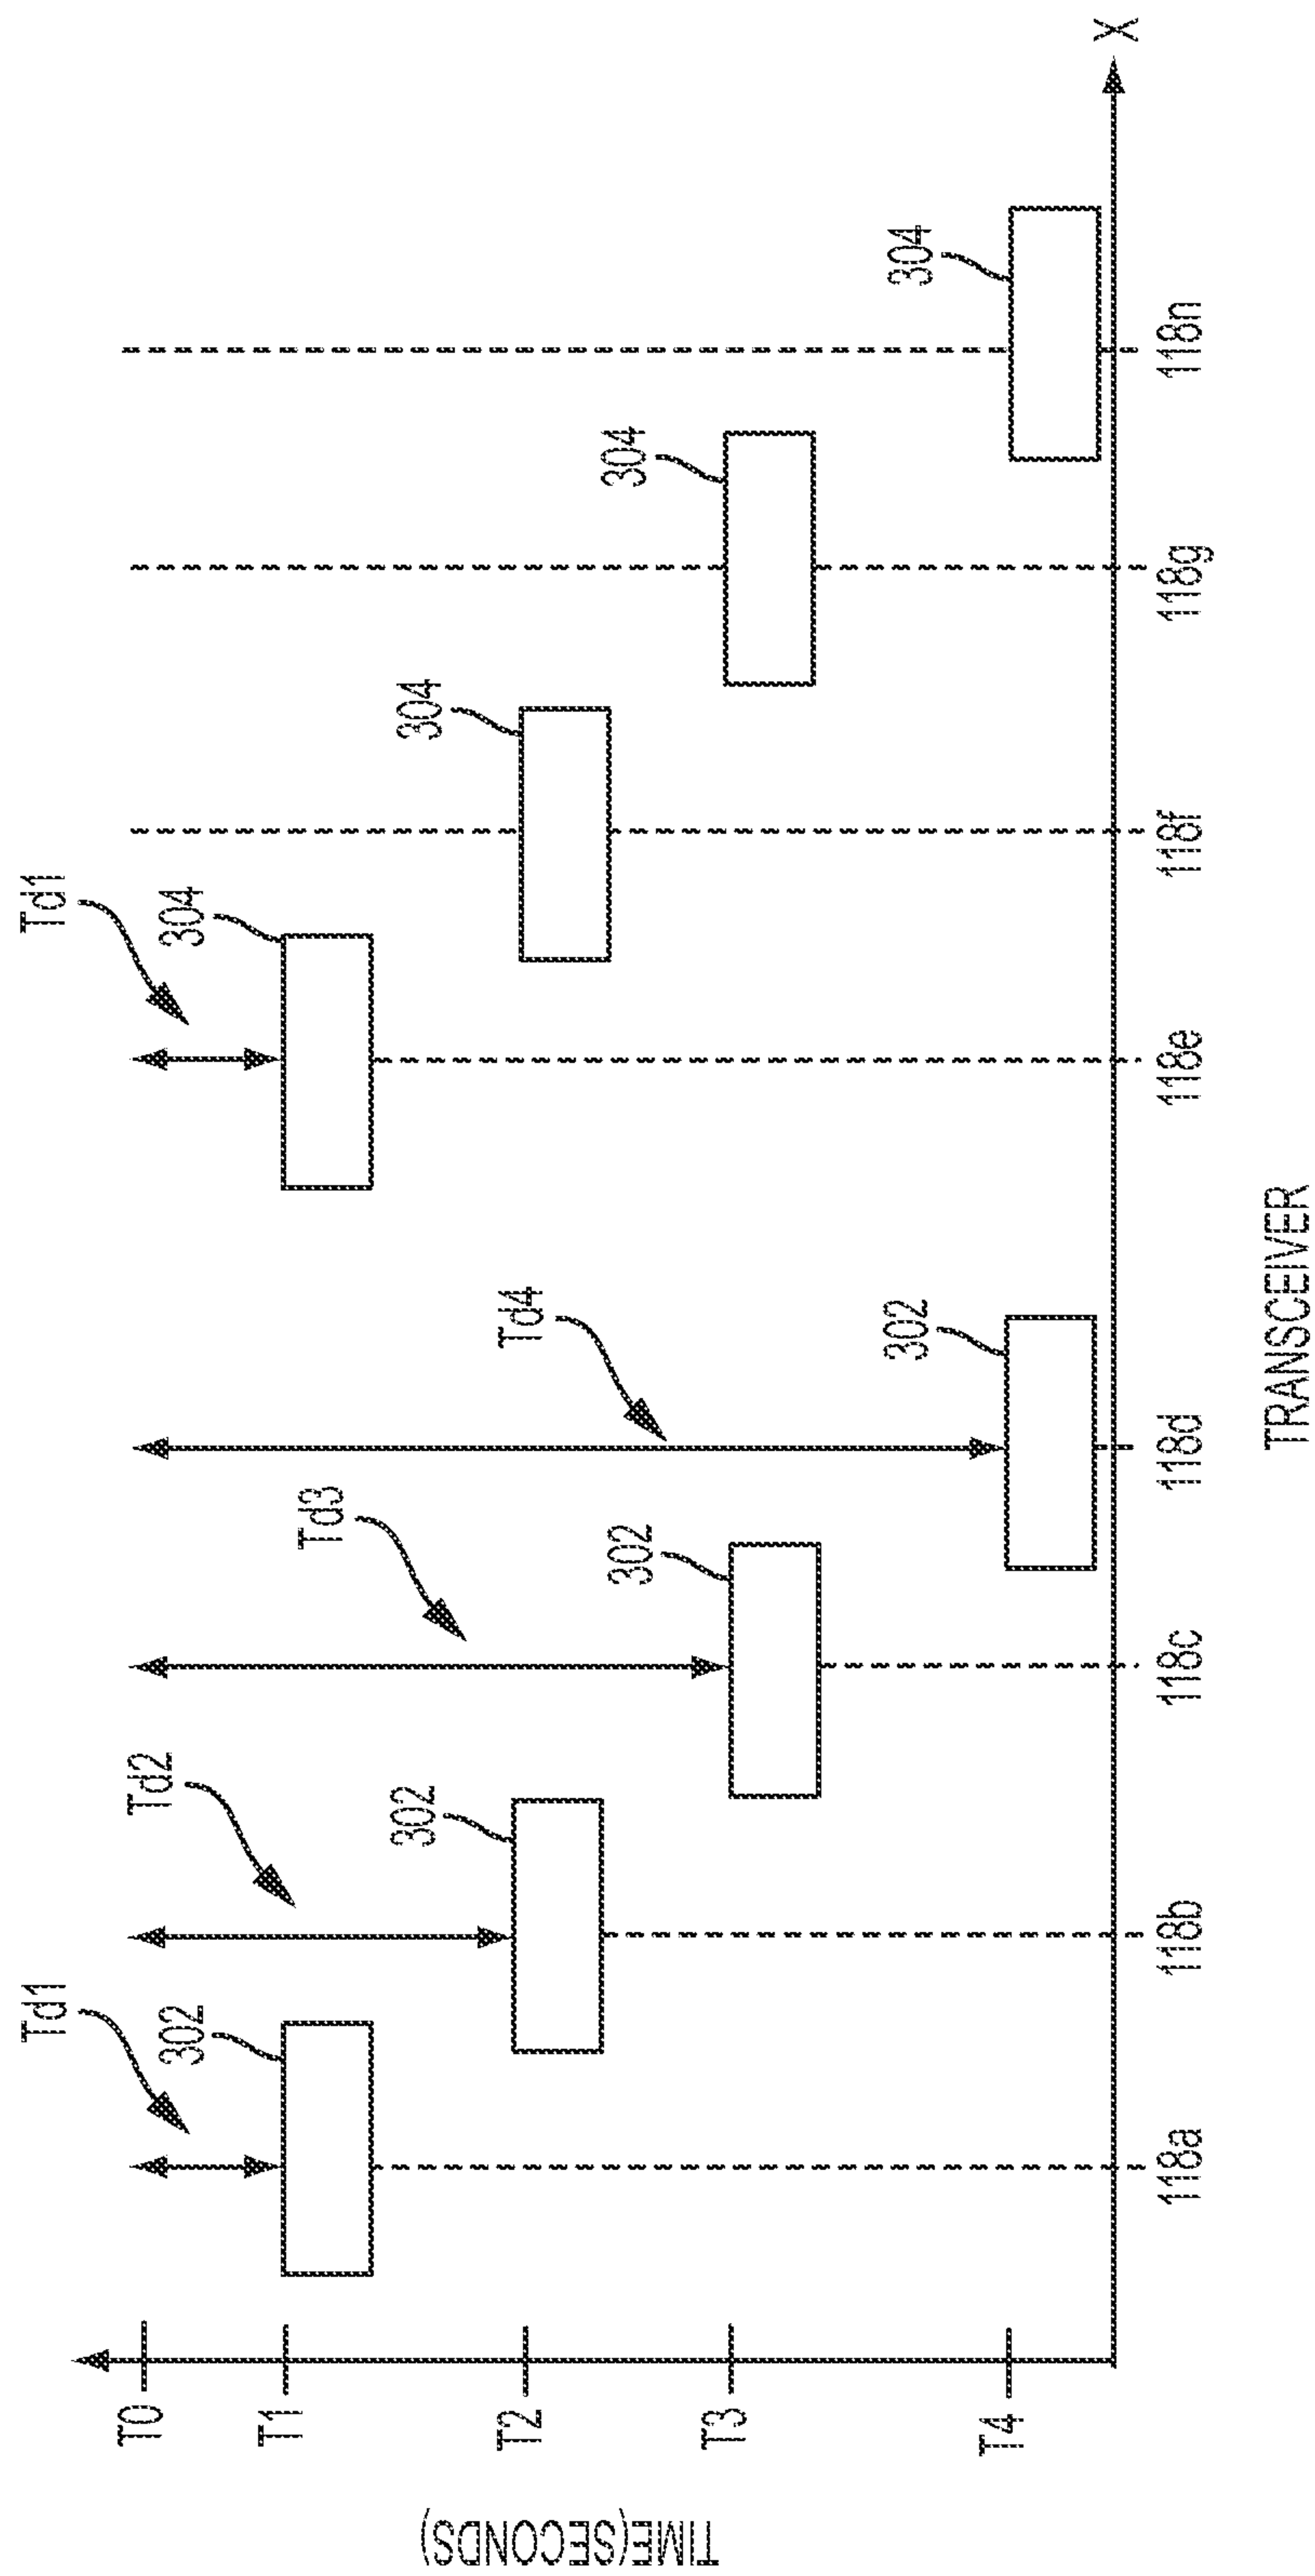 Td1
Td1
Td2
Td3
Td4
302
302
302
302
304
304
304
304
T0
T1
T2
T3
T4
TIME(SECONDS)
118a
118b
118c
118d
118e
118f
118g
118n
X
TRANSCEIVER